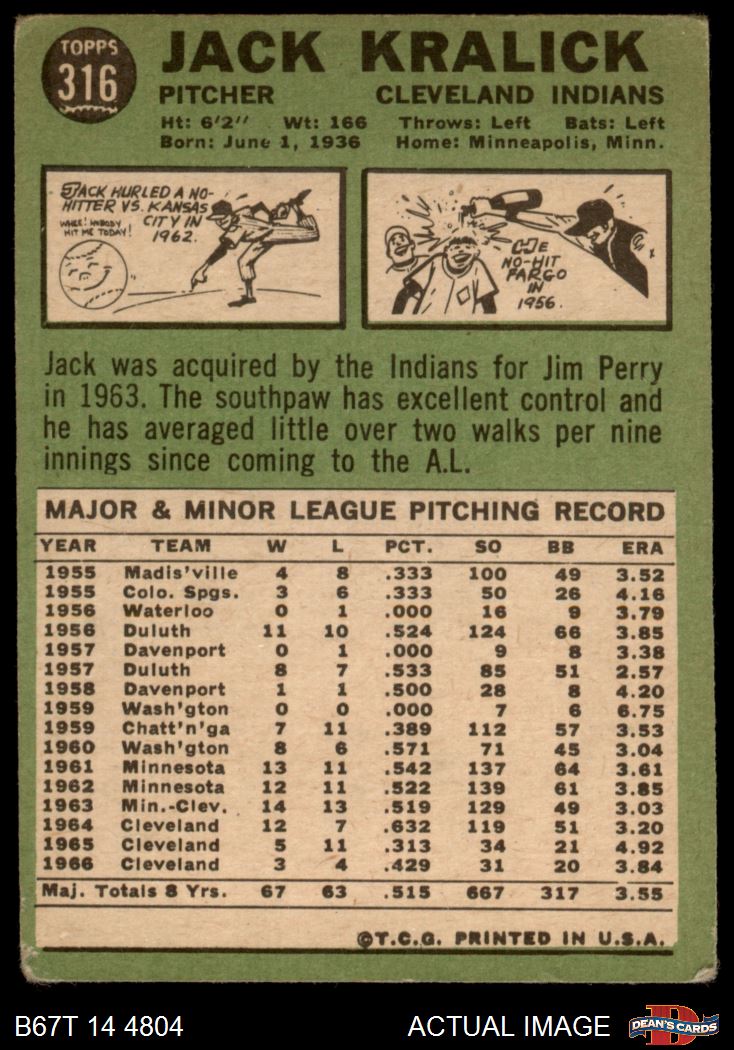 TOPPS
316
JACK KRALICK
PITCHER CLEVELAND INDIANS
Ht: 6'2" Wt: 166 Throws: Left Bats: Left
Born: June 1, 1936 Home: Minneapolis, Minn.
JACK HURLED A NO-
HITTER VS. KANSAS
CITY IN
1962.
WHEE! NOBODY
HIT ME TODAY!
HE
NO-HIT
FARGO
IN
1956.
Jack was acquired by the Indians for Jim Perry
in 1963. The southpaw has excellent control and
he has averaged little over two walks per nine
innings since coming to the A.L.
MAJOR & MINOR LEAGUE PITCHING RECORD
YEAR TEAM W L PCT. SO BB ERA
1955 Madis'ville 4 8 .333 100 49 3.52
1955 Colo. Spgs. 3 6 .333 50 26 4.16
1956 Waterloo 0 1 .000 16 9 3.79
1956 Duluth 11 10 .524 124 66 3.85
1957 Davenport 0 1 .000 9 8 3.38
1957 Duluth 8 7 .533 85 51 2.57
1958 Davenport 1 1 .500 28 8 4.20
1959 Wash'gton 0 0 .000 7 6 6.75
1959 Chatt'n'ga 7 11 .389 112 57 3.53
1960 Wash'gton 8 6 .571 71 45 3.04
1961 Minnesota 13 11 .542 137 64 3.61
1962 Minnesota 12 11 .522 139 61 3.85
1963 Min.-Clev. 14 13 .519 129 49 3.03
1964 Cleveland 12 7 .632 119 51 3.20
1965 Cleveland 5 11 .313 34 21 4.92
1966 Cleveland 3 4 .429 31 20 3.84
Maj. Totals 8 Yrs. 67 63 .515 667 317 3.55
©T.C.G. PRINTED IN U.S.A.
B67T 14 4804 ACTUAL IMAGE
D
DEAN'S CARDS